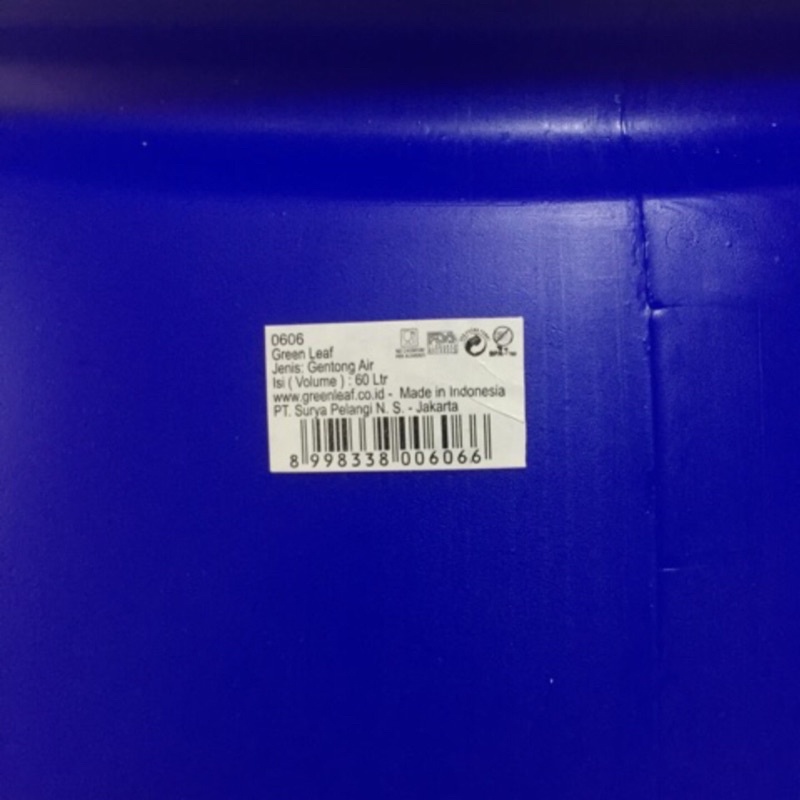 0606
Green Leaf
Jenis: Gentong Air
Isi ( Volume ) : 60 Ltr
www.greenleaf.co.id - Made in Indonesia
PT. Surya Pelangi N. S. - Jakarta
FDA
8 998338 006066